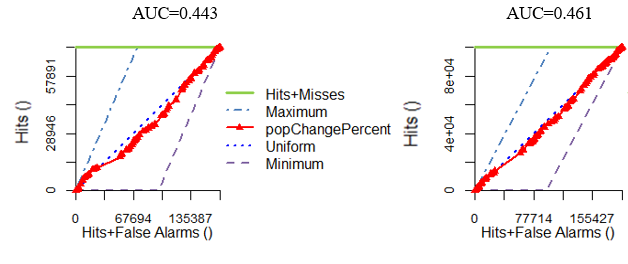 AUC=0.443
AUC=0.461
Hits ()
57891
28946
0
0
67694
135387
Hits+False Alarms ()
Hits+Misses
Maximum
popChangePercent
Uniform
Minimum
Hits ()
8e+04
4e+04
0
0
77714
155427
Hits+False Alarms ()